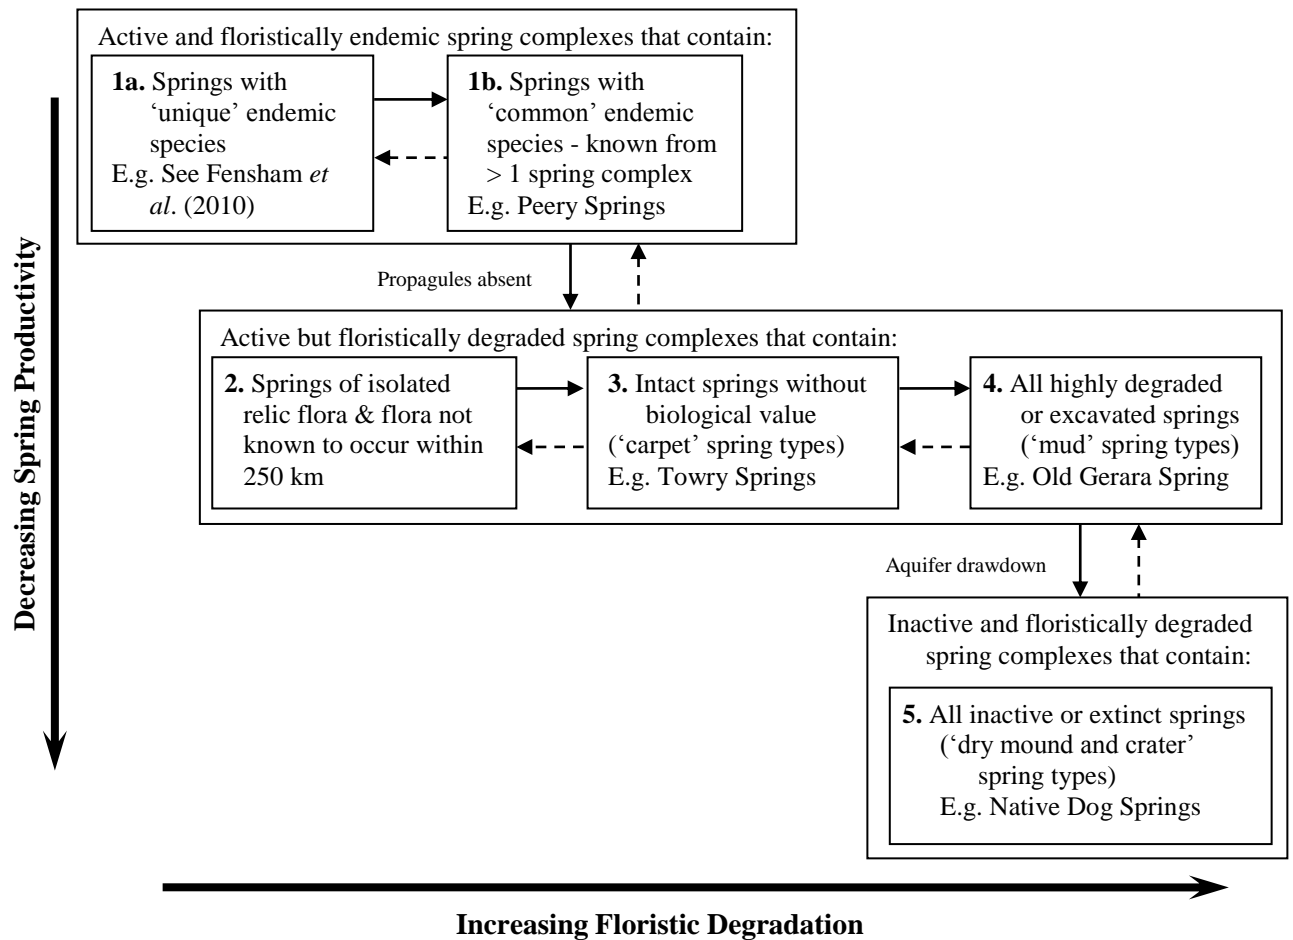 Active and floristically endemic spring complexes that contain:
1a. Springs with
‘unique’ endemic
species
E.g. See Fensham et
al. (2010)
1b. Springs with
‘common’ endemic
species - known from
> 1 spring complex
E.g. Peery Springs
Propagules absent
Active but floristically degraded spring complexes that contain:
2. Springs of isolated
relic flora & flora not
known to occur within
250 km
3. Intact springs without
biological value
(‘carpet’ spring types)
E.g. Towry Springs
4. All highly degraded
or excavated springs
(‘mud’ spring types)
E.g. Old Gerara Spring
Aquifer drawdown
Inactive and floristically degraded
spring complexes that contain:
5. All inactive or extinct springs
(‘dry mound and crater’
spring types)
E.g. Native Dog Springs
Decreasing Spring Productivity
Increasing Floristic Degradation